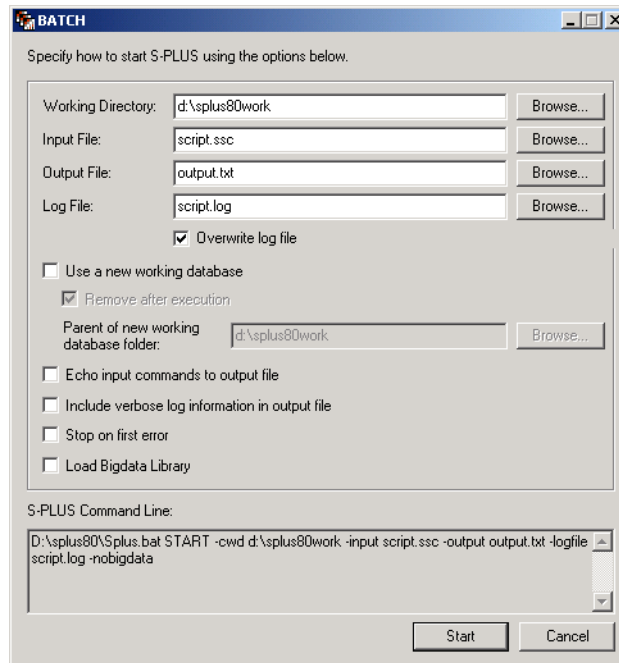 BATCH
Specify how to start S-PLUS using the options below.
Working Directory: d:\splus80work Browse...
Input File: script.ssc Browse...
Output File: output.txt Browse...
Log File: script.log Browse...
Overwrite log file
Use a new working database
Remove after execution
Parent of new working
database folder: d:\splus80work Browse...
Echo input commands to output file
Include verbose log information in output file
Stop on first error
Load Bigdata Library
S-PLUS Command Line:
D:\splus80\Splus.bat START -cwd d:\splus80work -input script.ssc -output output.txt -logfile
script.log -nobigdata
Start Cancel